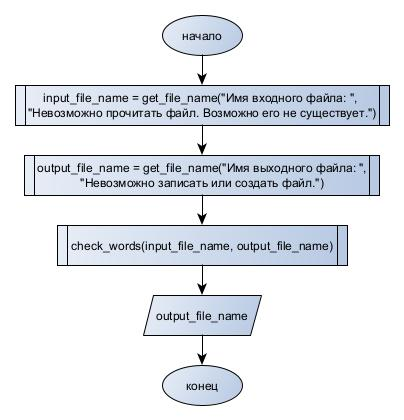 начало
input_file_name = get_file_name("Имя входного файла: ",
"Невозможно прочитать файл. Возможно его не существует.")
output_file_name = get_file_name("Имя выходного файла: ",
"Невозможно записать или создать файл.")
check_words(input_file_name, output_file_name)
output_file_name
конец